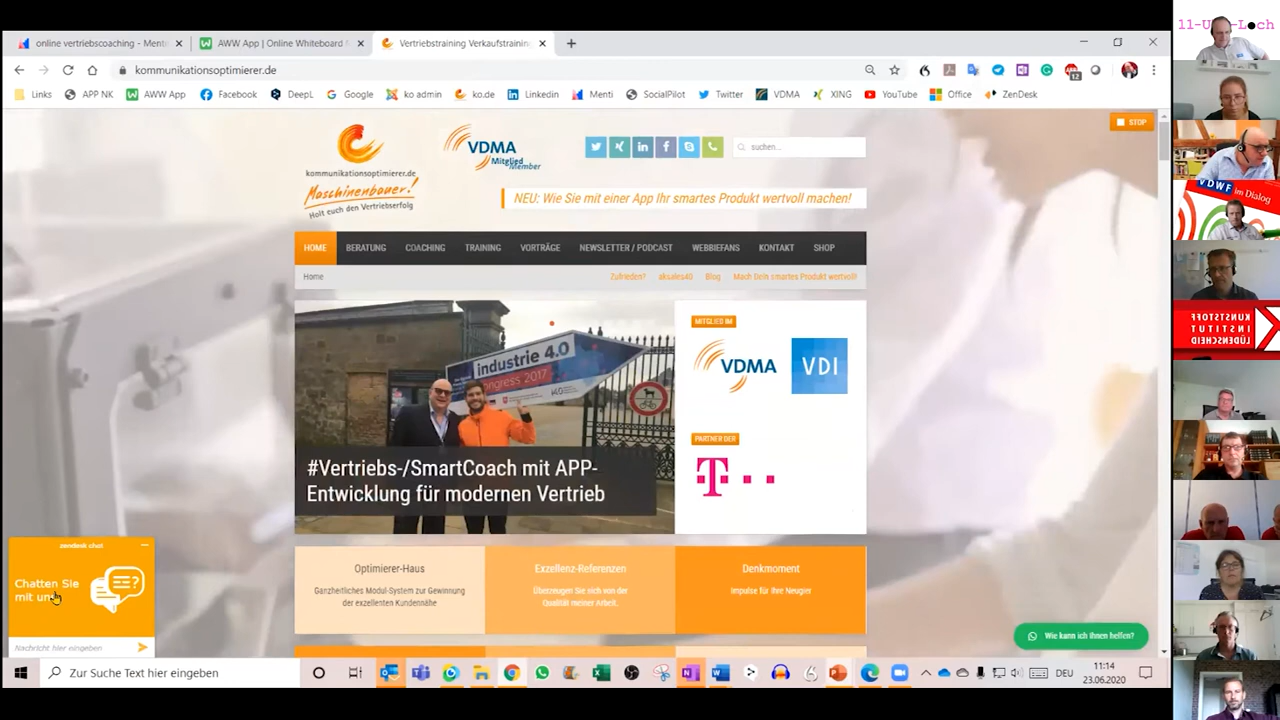 online vertriebscoaching - Menti
AWW App | Online Whiteboard
Vertriebstraining Verkaufstraining
kommunikationsoptimierer.de
Links
APP NK
AWW App
Facebook
DeepL
Google
ko admin
ko.de
Linkedin
Menti
SocialPilot
Twitter
VDMA
XING
YouTube
Office
ZenDesk
12
STOP
kommunikationsoptimierer.de
Maschinenbauer!
Holt euch den Vertriebserfolg
VDMA
Mitglied
Member
suchen...
NEU: Wie Sie mit einer App Ihr smartes Produkt wertvoll machen!
HOME
BERATUNG
COACHING
TRAINING
VORTRÄGE
NEWSLETTER / PODCAST
WEBBIEFANS
KONTAKT
SHOP
Home
Zufrieden?
aksales40
Blog
Mach Dein smartes Produkt wertvoll!
industrie 4.0
ongress 2017
#Vertriebs-/SmartCoach mit APP-
Entwicklung für modernen Vertrieb
MITGLIED IM
VDMA
VDI
PARTNER DER
T
Optimierer-Haus
Ganzheitliches Modul-System zur Gewinnung
der exzellenten Kundennähe
Exzellenz-Referenzen
Überzeugen Sie sich von der
Qualität meiner Arbeit.
Denkmoment
Impulse für Ihre Neugier
zendesk chat
Chatten Sie
mit uns
Nachricht hier eingeben
Wie kann ich Ihnen helfen?
Zur Suche Text hier eingeben
DEU
11:14
23.06.2020
VDWF im Dialog
KUNSTSTOFF
INSTITUT
LÜDENSCHEID